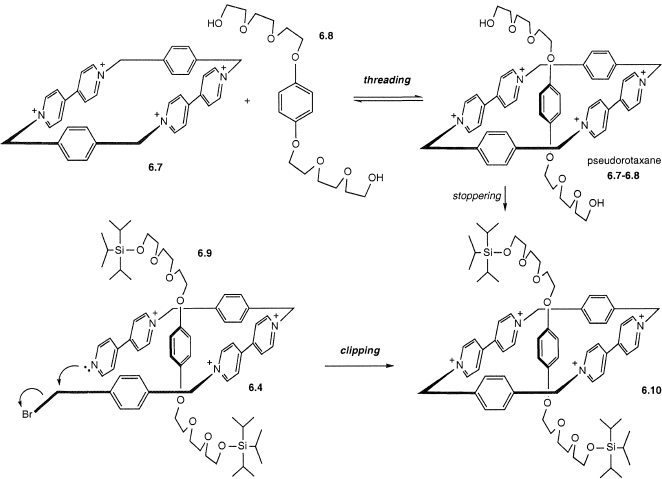 HO
O
O
O
6.8
O
O
O
O
OH
N
+
N
+
N
+
N
+
6.7
+
threading
HO
O
O
O
O
N
+
N
+
N
+
N
+
O
O
O
O
OH
pseudorotaxane
6.7-6.8
stoppering
Si
O
O
O
O
6.9
N
+
N
+
N
+
:N
Br
6.4
O
O
O
O
Si
clipping
Si
O
O
O
O
N
+
N
+
N
+
N
+
6.10
O
O
O
O
Si